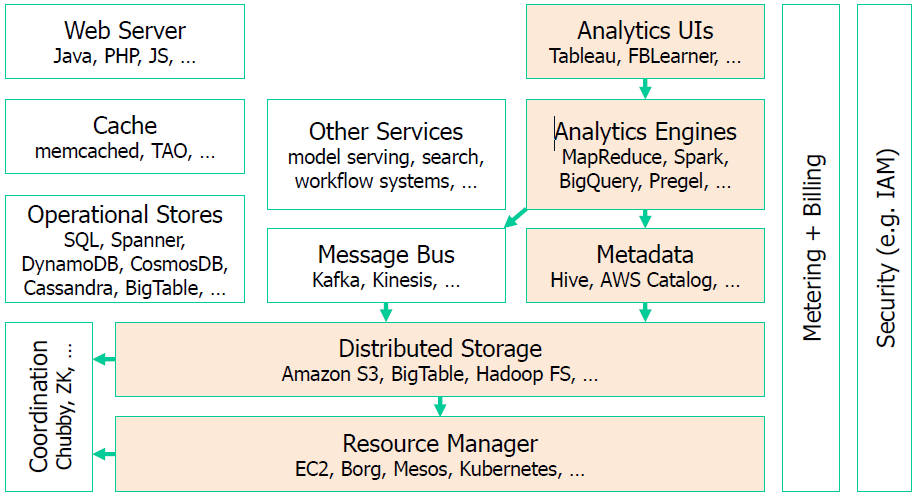 Web Server
Java, PHP, JS, ...
Analytics UIs
Tableau, FBLearner, ...
Cache
memcached, TAO, ...
Other Services
model serving, search,
workflow systems, ...
Analytics Engines
MapReduce, Spark,
BigQuery, Pregel, ...
Operational Stores
SQL, Spanner,
DynamoDB, CosmosDB,
Cassandra, BigTable, ...
Message Bus
Kafka, Kinesis, ...
Metadata
Hive, AWS Catalog, ...
Coordination
Chubby, ZK, ...
Distributed Storage
Amazon S3, BigTable, Hadoop FS, ...
Resource Manager
EC2, Borg, Mesos, Kubernetes, ...
Metering + Billing
Security (e.g. IAM)